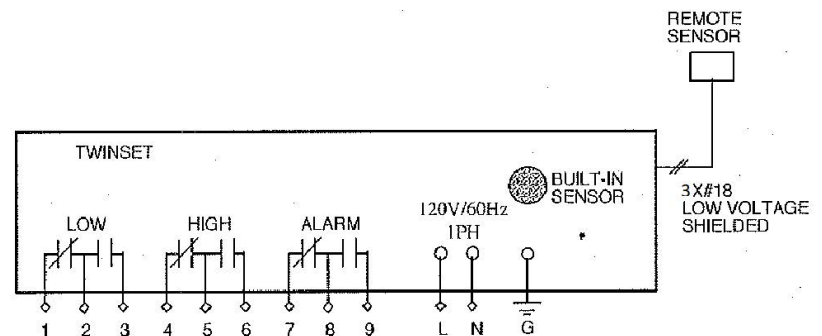 REMOTE
SENSOR
TWINSET
BUILT-IN
SENSOR
3X#18
LOW VOLTAGE
SHIELDED
120V/60Hz
1PH
LOW
HIGH
ALARM
1 2 3 4 5 6 7 8 9 L N G